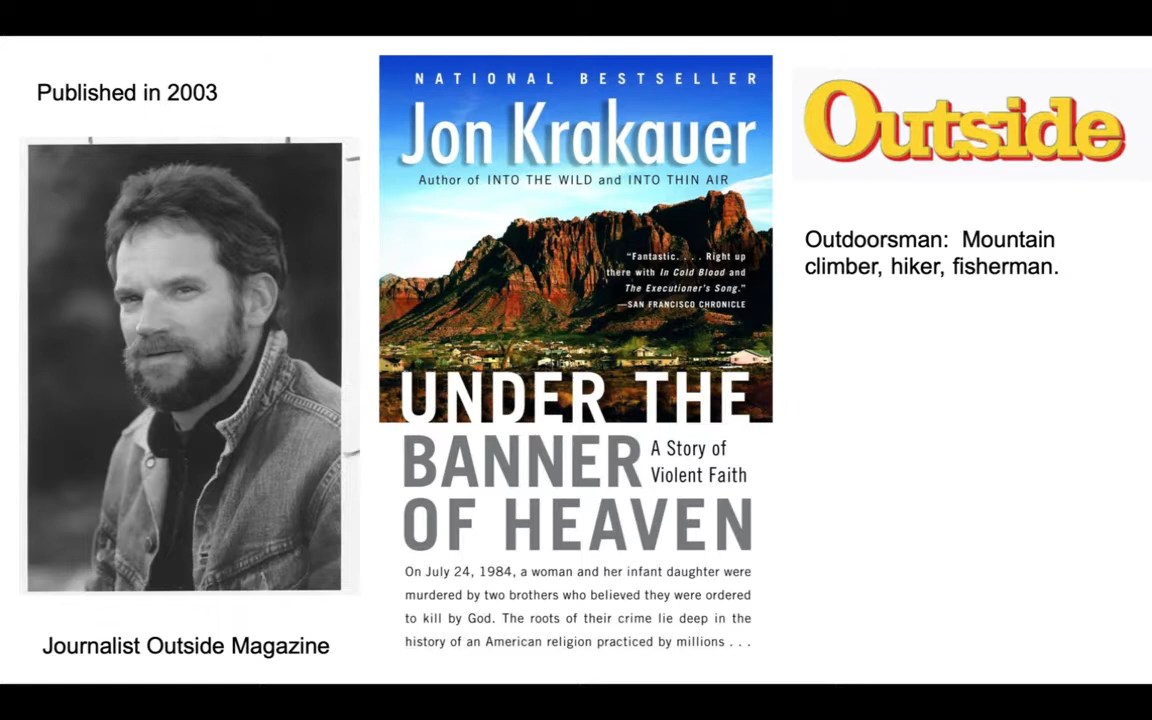 Published in 2003
Journalist Outside Magazine
NATIONAL BESTSELLER
Jon Krakauer
Author of INTO THE WILD and INTO THIN AIR
"Fantastic. . . . Right up
there with In Cold Blood and
The Executioner's Song."
—SAN FRANCISCO CHRONICLE
UNDER THE
BANNER
A Story of
Violent Faith
OF HEAVEN
On July 24, 1984, a woman and her infant daughter were
murdered by two brothers who believed they were ordered
to kill by God. The roots of their crime lie deep in the
history of an American religion practiced by millions . . .
Outside
Outdoorsman:  Mountain
climber, hiker, fisherman.